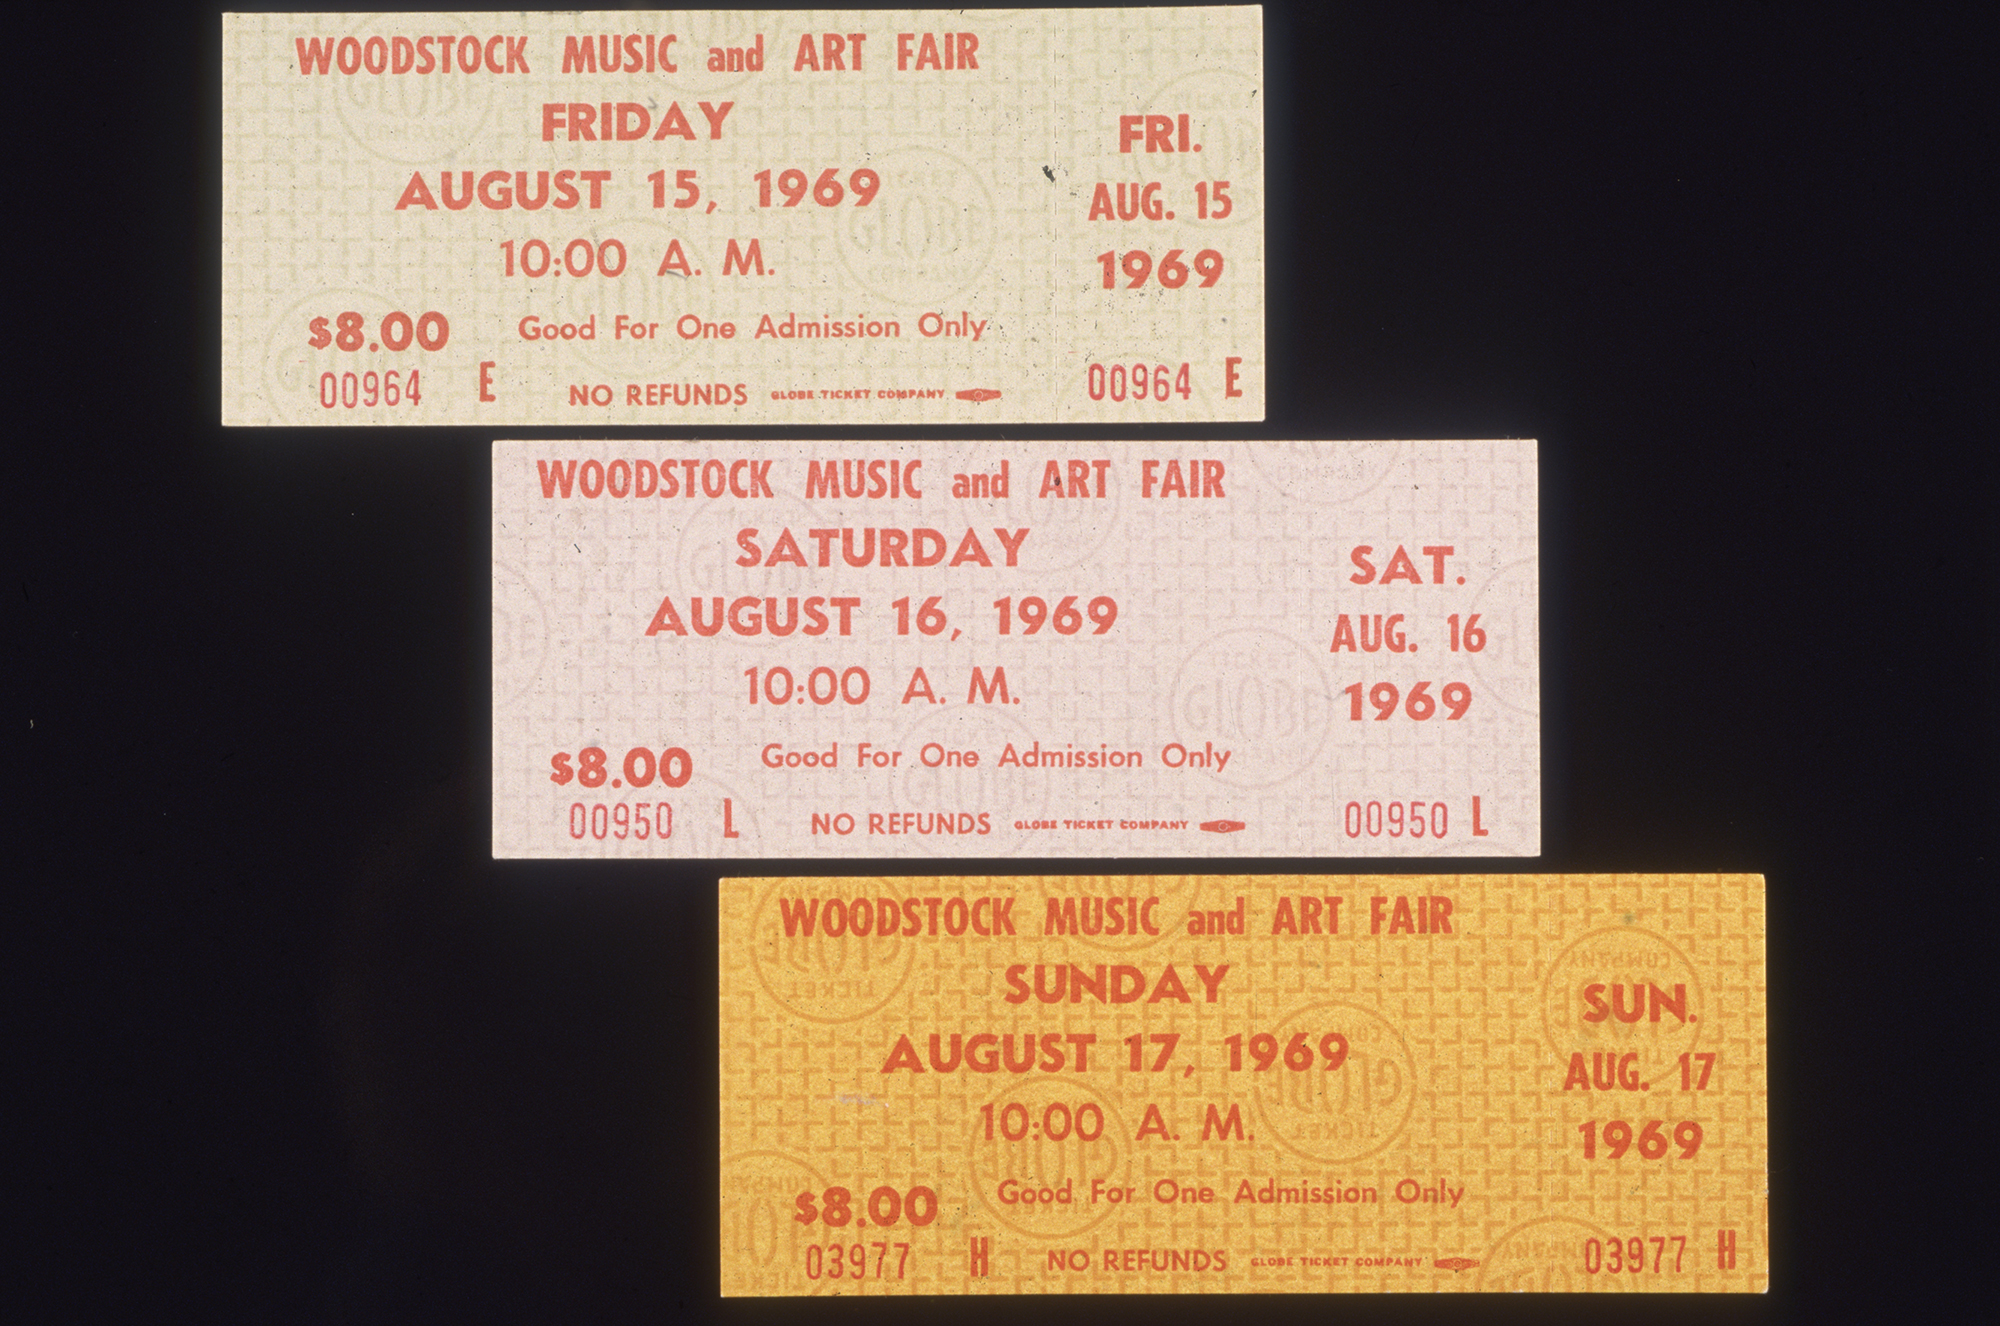 WOODSTOCK MUSIC and ART FAIR
FRIDAY
AUGUST 15, 1969
10:00 A. M.
$8.00 Good For One Admission Only
00964 E NO REFUNDS GLOBE TICKET COMPANY
FRI.
AUG. 15
1969
00964 E
WOODSTOCK MUSIC and ART FAIR
SATURDAY
AUGUST 16, 1969
10:00 A. M.
$8.00 Good For One Admission Only
00950 L NO REFUNDS GLOBE TICKET COMPANY
SAT.
AUG. 16
1969
00950 L
WOODSTOCK MUSIC and ART FAIR
SUNDAY
AUGUST 17, 1969
10:00 A. M.
$8.00 Good For One Admission Only
03977 H NO REFUNDS GLOBE TICKET COMPANY
SUN.
AUG. 17
1969
03977 H